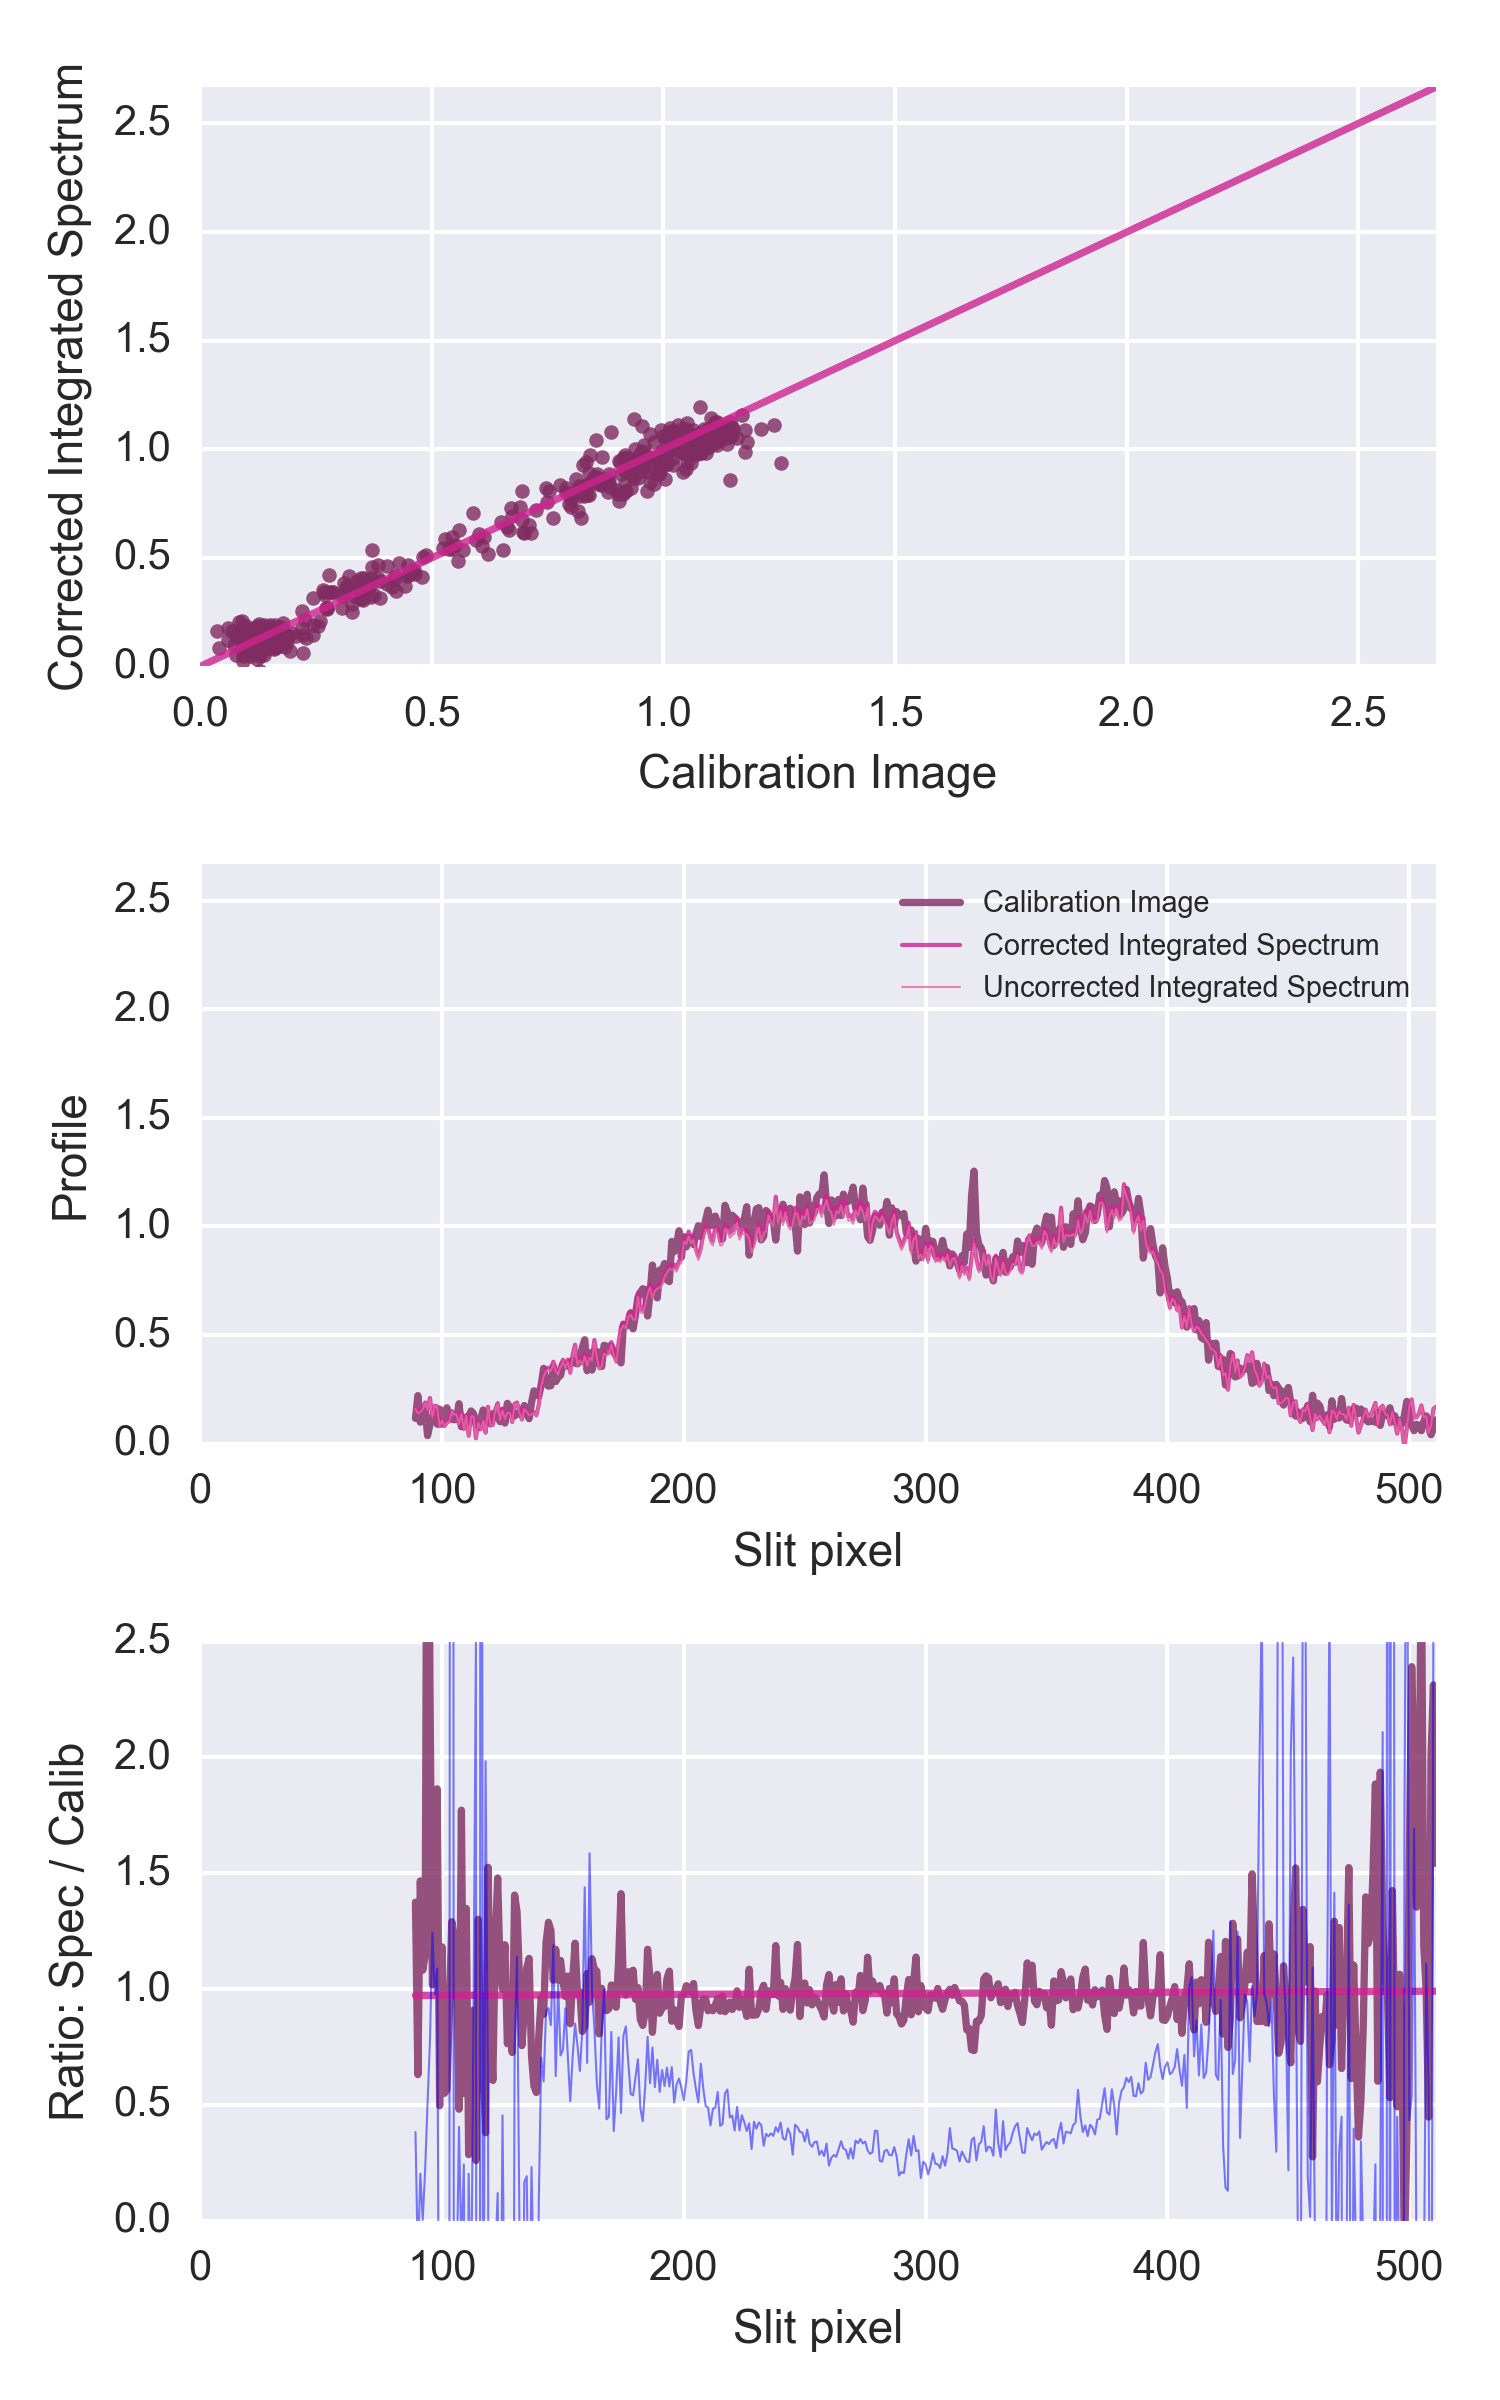 Corrected Integrated Spectrum
2.5
2.0
1.5
1.0
0.5
0.0
0.0 0.5 1.0 1.5 2.0 2.5
Calibration Image
Profile
2.5
2.0
1.5
1.0
0.5
0.0
Calibration Image
Corrected Integrated Spectrum
Uncorrected Integrated Spectrum
0 100 200 300 400 500
Slit pixel
Ratio: Spec / Calib
2.5
2.0
1.5
1.0
0.5
0.0
0 100 200 300 400 500
Slit pixel